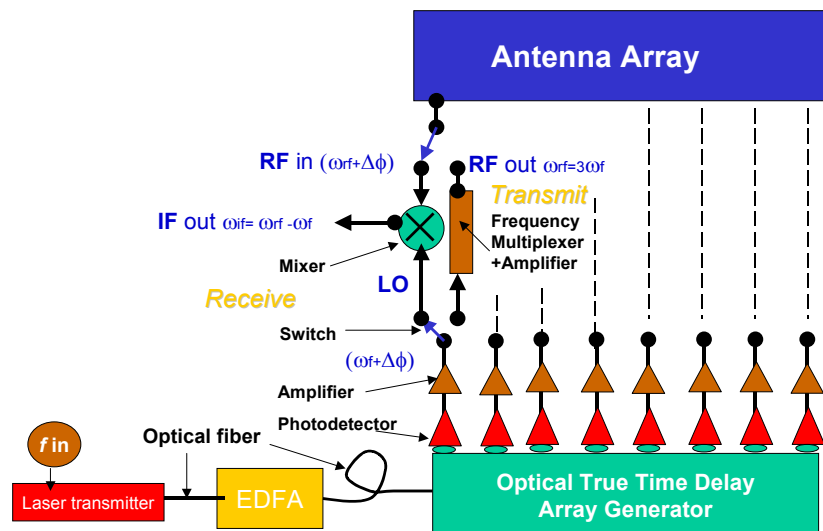 Antenna Array
RF in (ωrf+Δϕ)
RF out ωrf=3ωf
Transmit
IF out ωif= ωrf -ωf
Frequency
Multiplexer
+Amplifier
Mixer
LO
Receive
Switch
(ωf+Δϕ)
Amplifier
Photodetector
Optical fiber
f in
Laser transmitter
EDFA
Optical True Time Delay
Array Generator